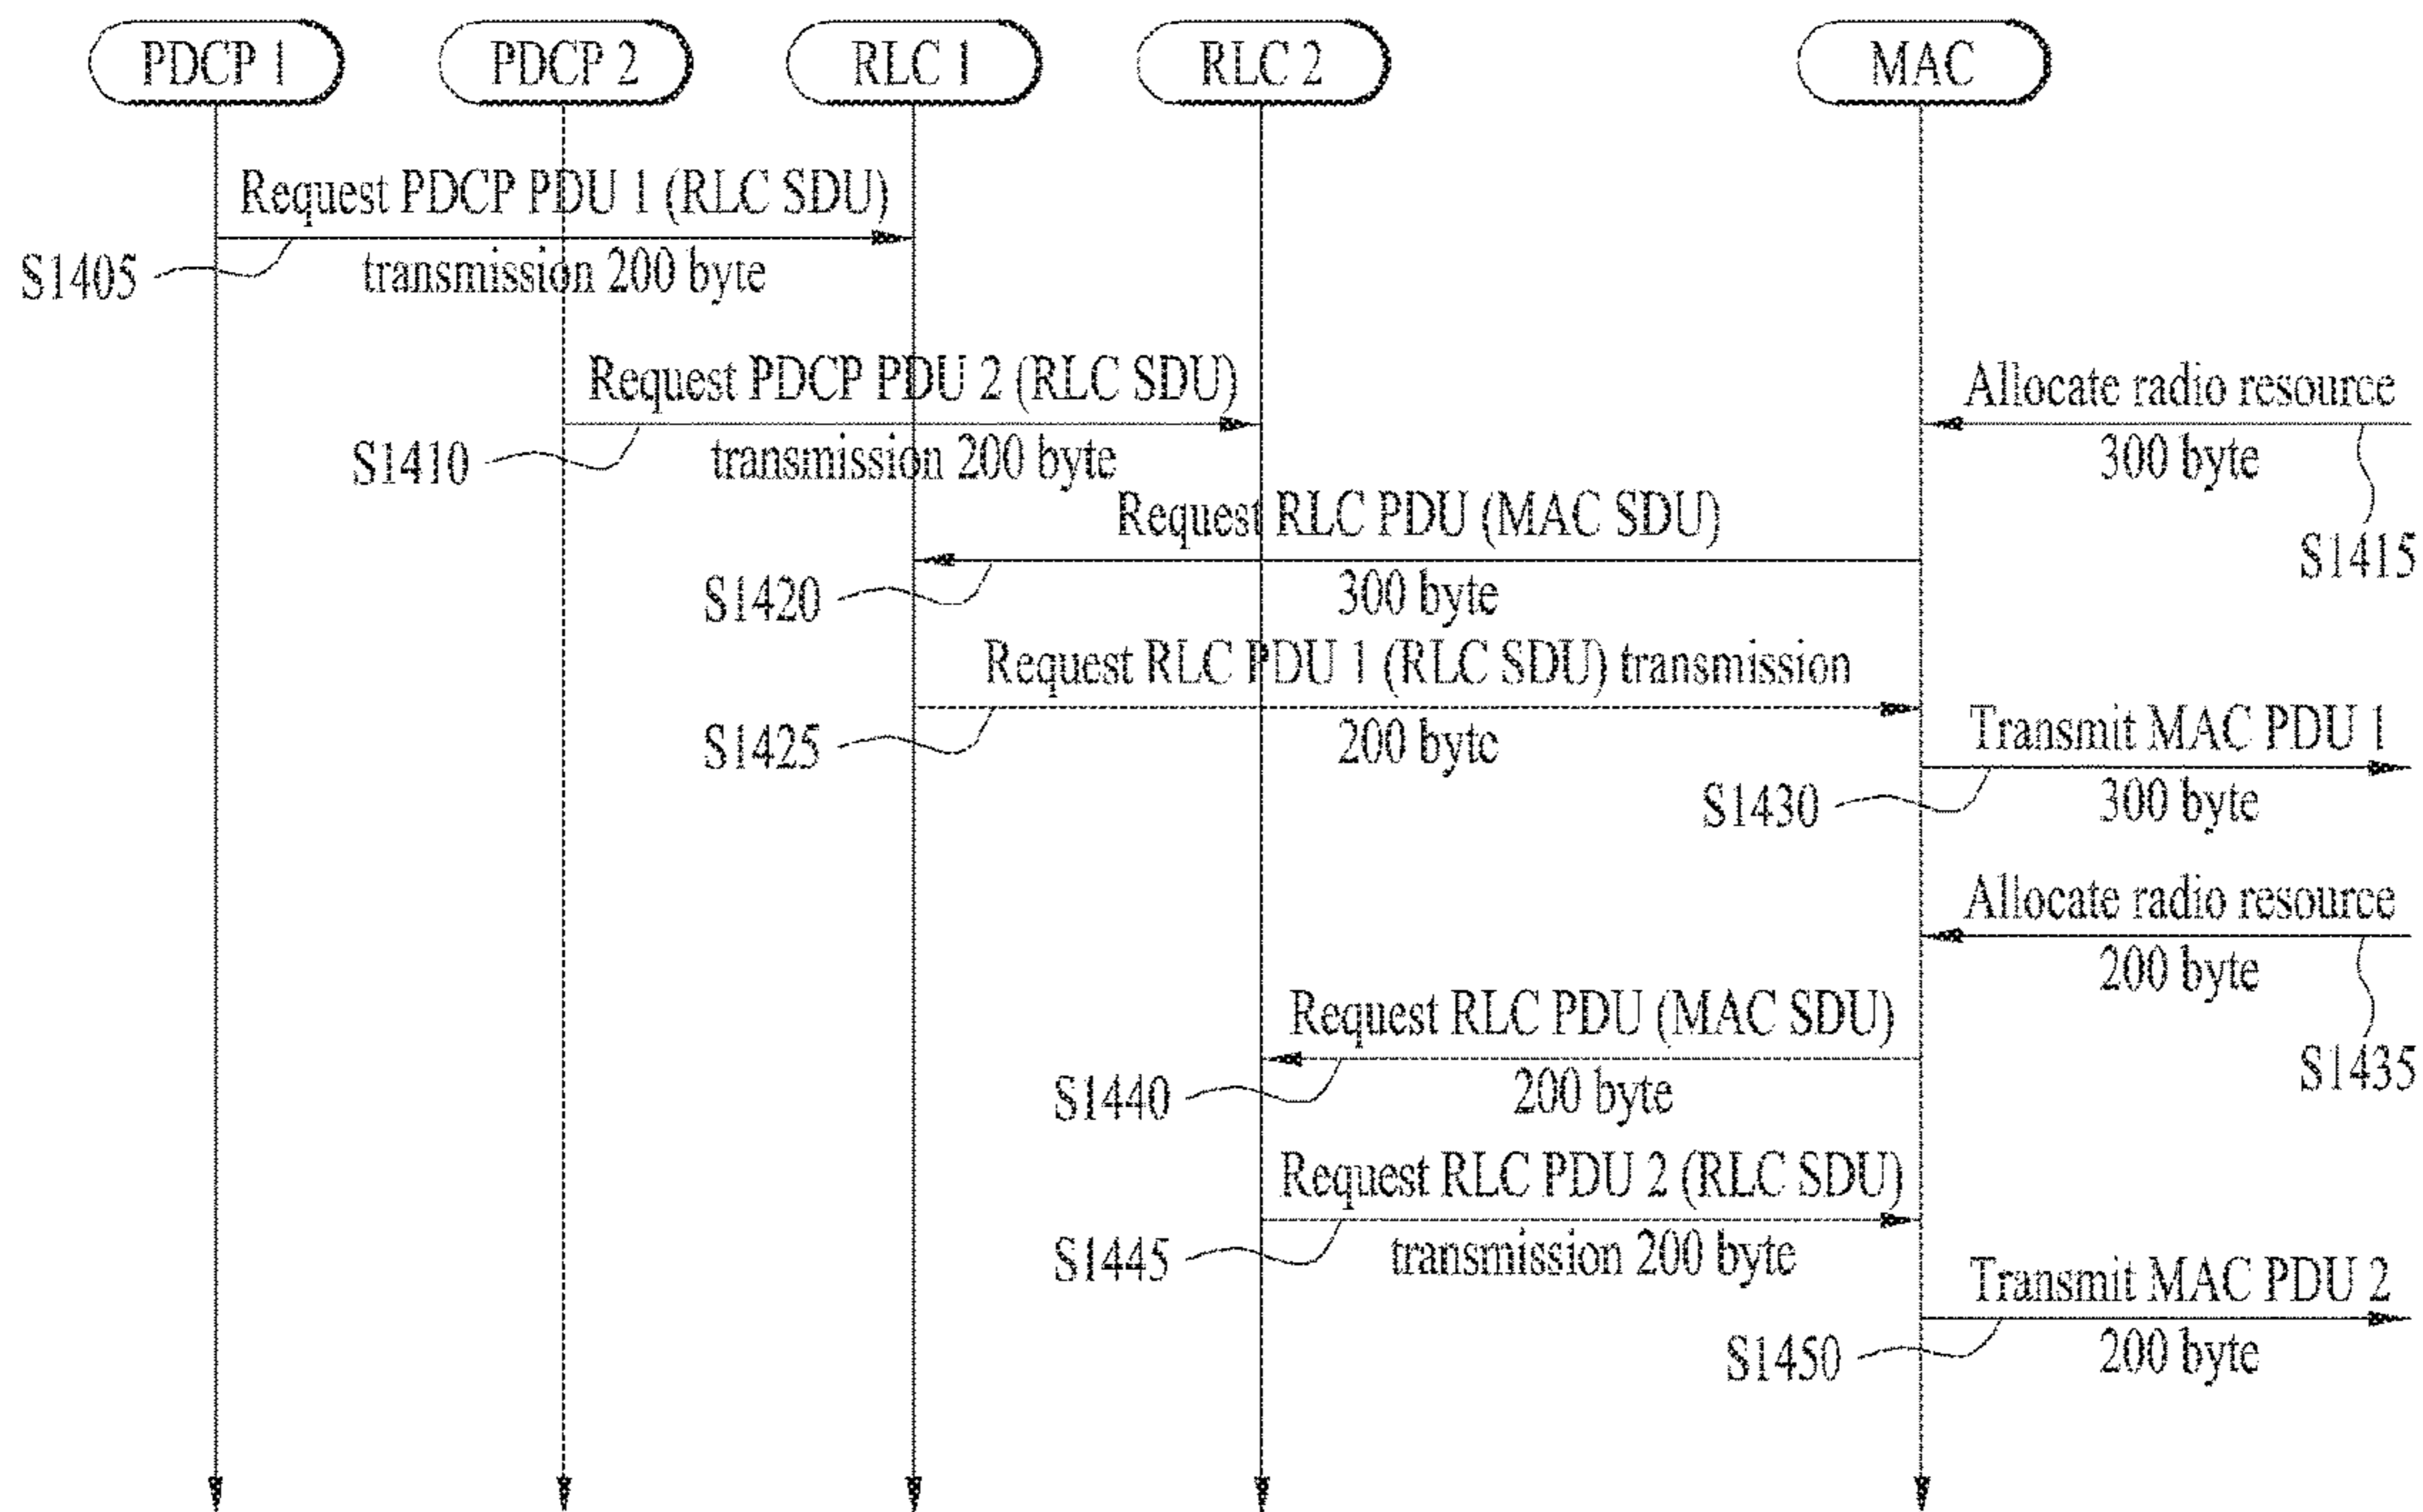 PDCP 1
PDCP 2
RLC 1
RLC 2
MAC
Request PDCP PDU 1 (RLC SDU)
S1405
transmission 200 byte
Request PDCP PDU 2 (RLC SDU)
Allocate radio resource
S1410
transmission 200 byte
300 byte
Request RLC PDU (MAC SDU)
S1415
S1420
300 byte
Request RLC PDU 1 (RLC SDU) transmission
S1425
200 byte
Transmit MAC PDU 1
S1430
300 byte
Allocate radio resource
200 byte
Request RLC PDU (MAC SDU)
S1435
S1440
200 byte
Request RLC PDU 2 (RLC SDU)
S1445
transmission 200 byte
Transmit MAC PDU 2
S1450
200 byte